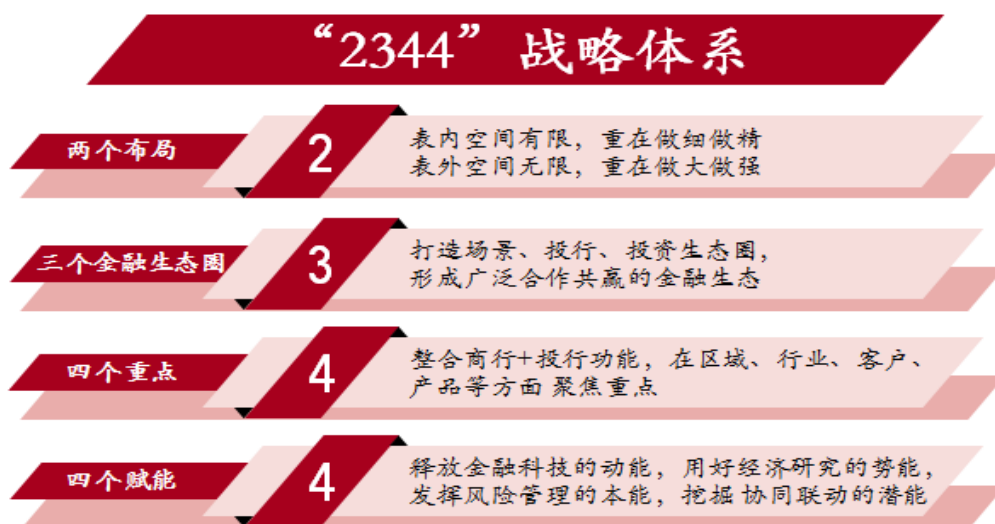 “2344”战略体系
两个布局
2
表内空间有限，重在做细做精
表外空间无限，重在做大做强
三个金融生态圈
3
打造场景、投行、投资生态圈，
形成广泛合作共赢的金融生态
四个重点
4
整合商行+投行功能，在区域、行业、客户、
产品等方面 聚焦重点
四个赋能
4
释放金融科技的动能，用好经济研究的势能，
发挥风险管理的本能，挖掘 协同联动的潜能